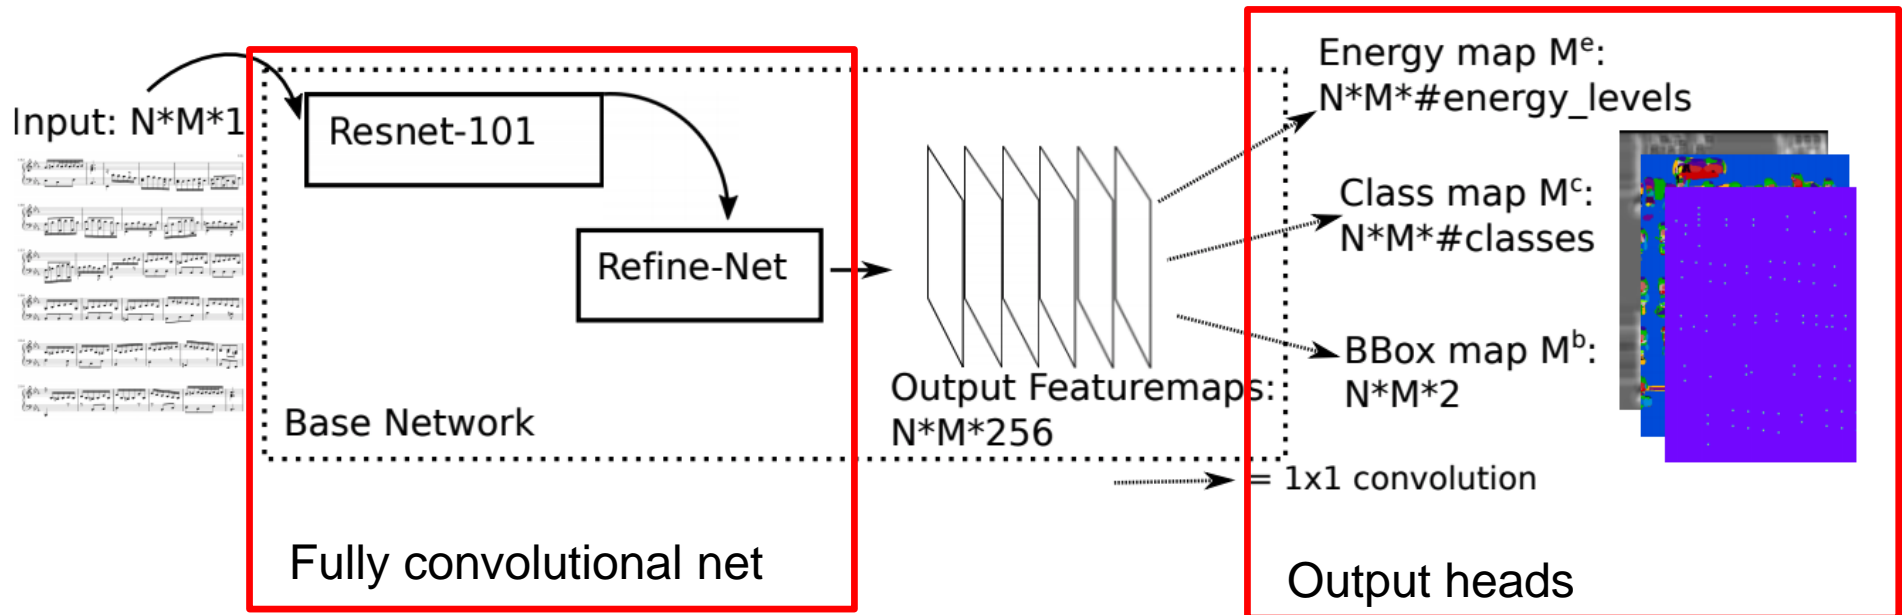 Input: N*M*1
Resnet-101
Refine-Net
Base Network
Output Featuremaps:
N*M*256
Energy map Mᵉ:
N*M*#energy_levels
Class map Mᶜ:
N*M*#classes
BBox map Mᵇ:
N*M*2
= 1x1 convolution
Fully convolutional net
Output heads